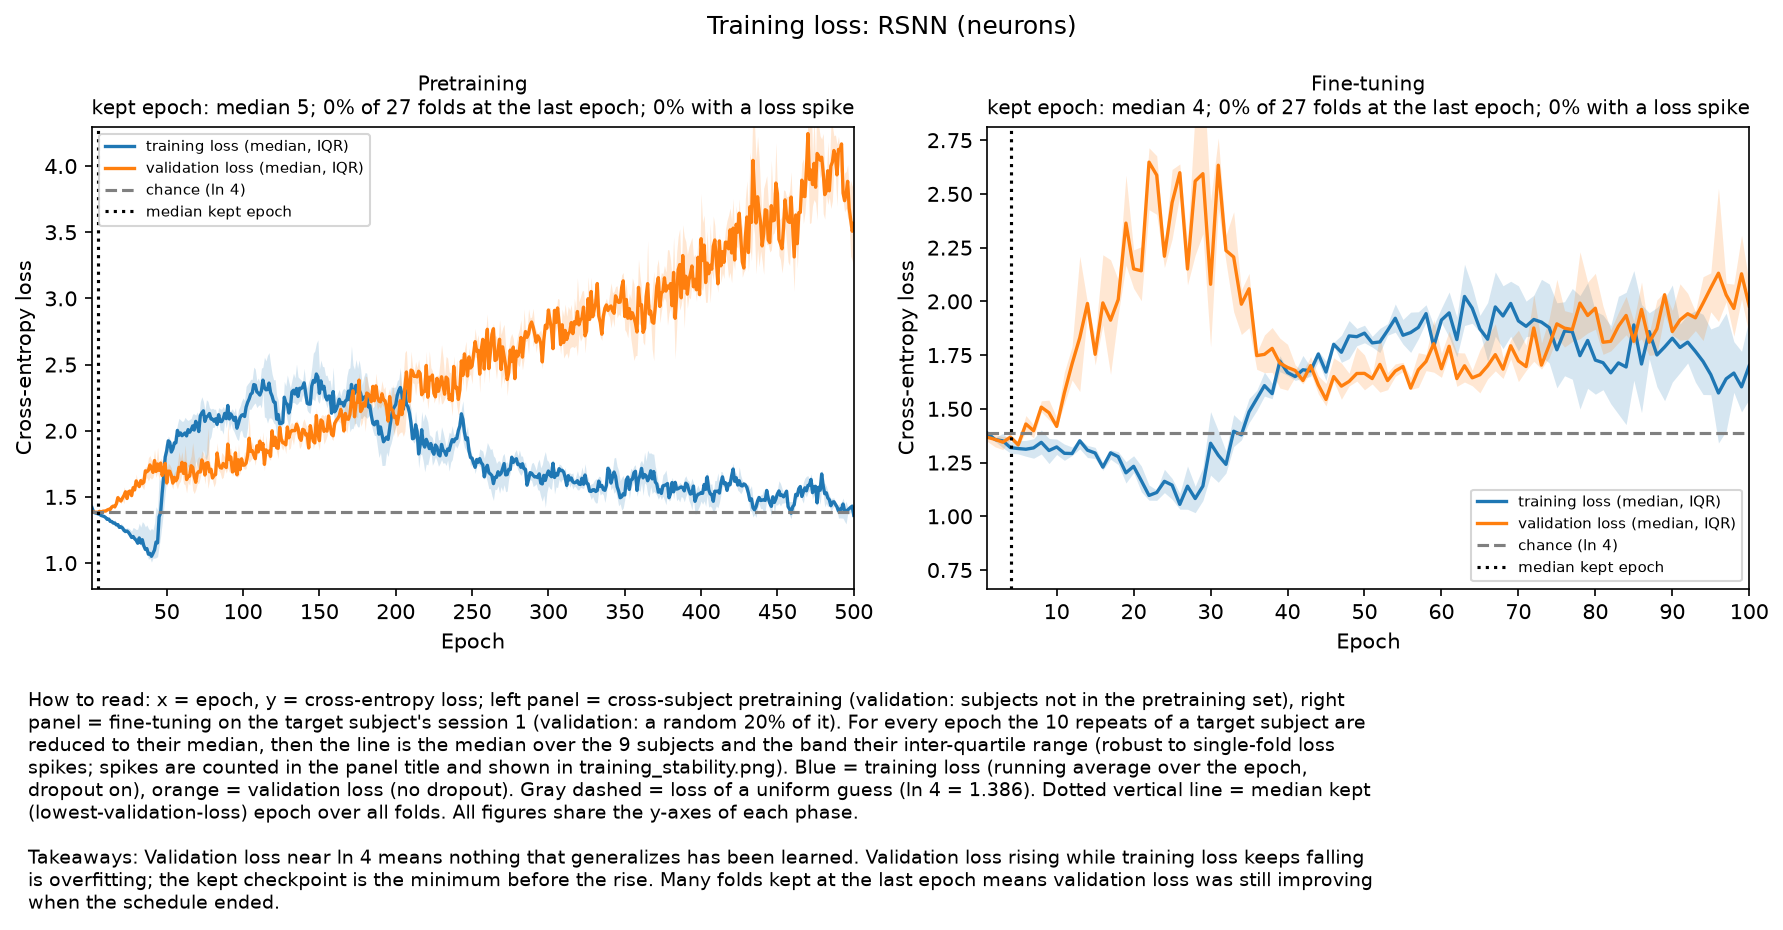 Training loss: RSNN (neurons)
Pretraining
kept epoch: median 5; 0% of 27 folds at the last epoch; 0% with a loss spike
training loss (median, IQR)
validation loss (median, IQR)
chance (ln 4)
median kept epoch
Cross-entropy loss
4.0
3.5
3.0
2.5
2.0
1.5
1.0
50 100 150 200 250 300 350 400 450 500
Epoch
Fine-tuning
kept epoch: median 4; 0% of 27 folds at the last epoch; 0% with a loss spike
Cross-entropy loss
2.75
2.50
2.25
2.00
1.75
1.50
1.25
1.00
0.75
training loss (median, IQR)
validation loss (median, IQR)
chance (ln 4)
median kept epoch
10 20 30 40 50 60 70 80 90 100
Epoch
How to read: x = epoch, y = cross-entropy loss; left panel = cross-subject pretraining (validation: subjects not in the pretraining set), right
panel = fine-tuning on the target subject's session 1 (validation: a random 20% of it). For every epoch the 10 repeats of a target subject are
reduced to their median, then the line is the median over the 9 subjects and the band their inter-quartile range (robust to single-fold loss
spikes; spikes are counted in the panel title and shown in training_stability.png). Blue = training loss (running average over the epoch,
dropout on), orange = validation loss (no dropout). Gray dashed = loss of a uniform guess (ln 4 = 1.386). Dotted vertical line = median kept
(lowest-validation-loss) epoch over all folds. All figures share the y-axes of each phase.
Takeaways: Validation loss near ln 4 means nothing that generalizes has been learned. Validation loss rising while training loss keeps falling
is overfitting; the kept checkpoint is the minimum before the rise. Many folds kept at the last epoch means validation loss was still improving
when the schedule ended.